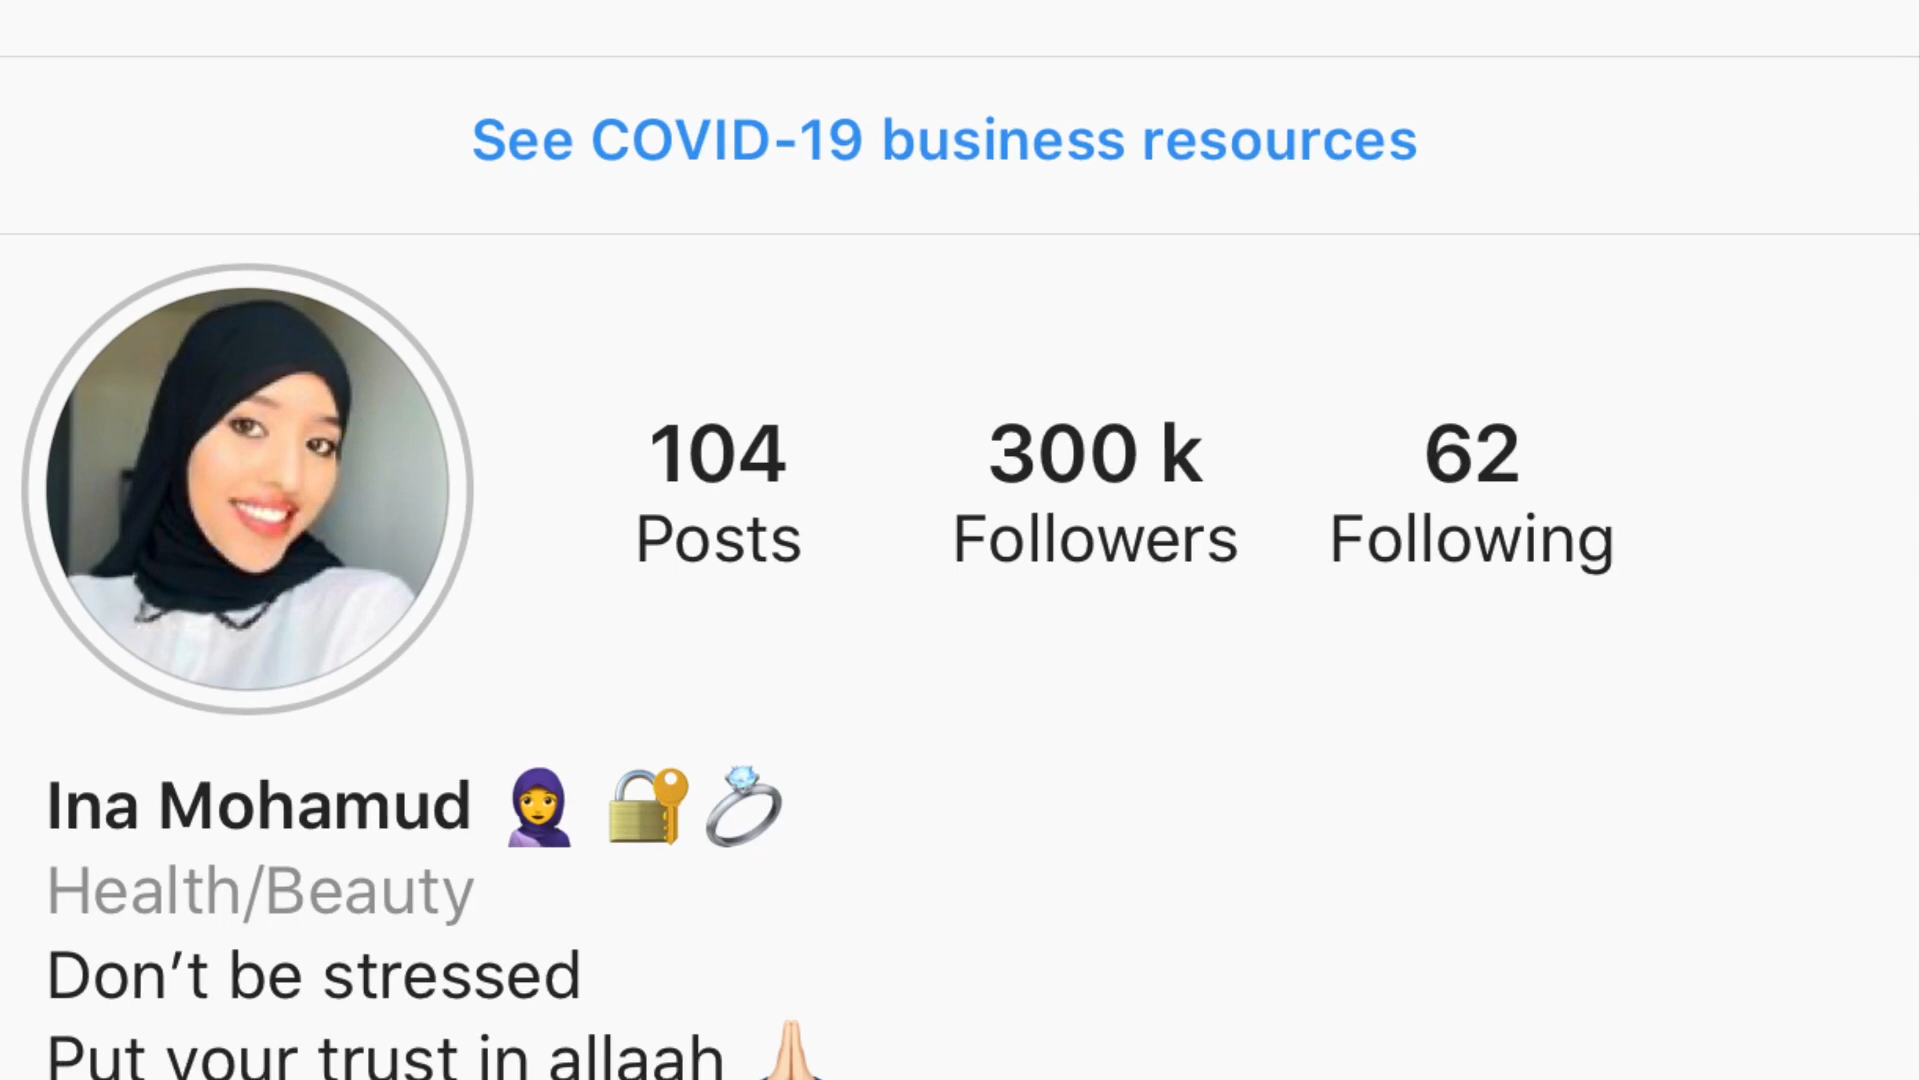 See COVID-19 business resources
104 300 k 62
Posts Followers Following
Ina Mohamud 🧕 🔐 💍
Health/Beauty
Don’t be stressed
Put your trust in allaah 🙏🏻